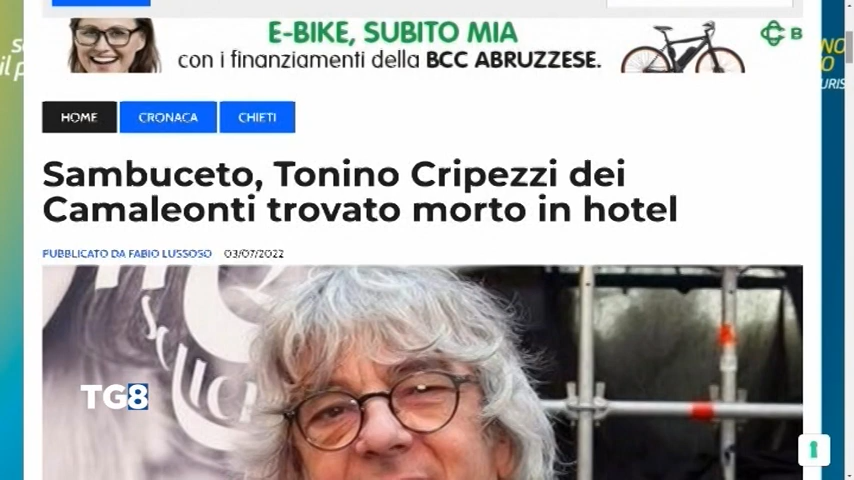 E-BIKE, SUBITO MIA
con i finanziamenti della BCC ABRUZZESE.
B
HOME
CRONACA
CHIETI
Sambuceto, Tonino Cripezzi dei
Camaleonti trovato morto in hotel
PUBBLICATO DA FABIO LUSSOSO 03/07/2022
TG8